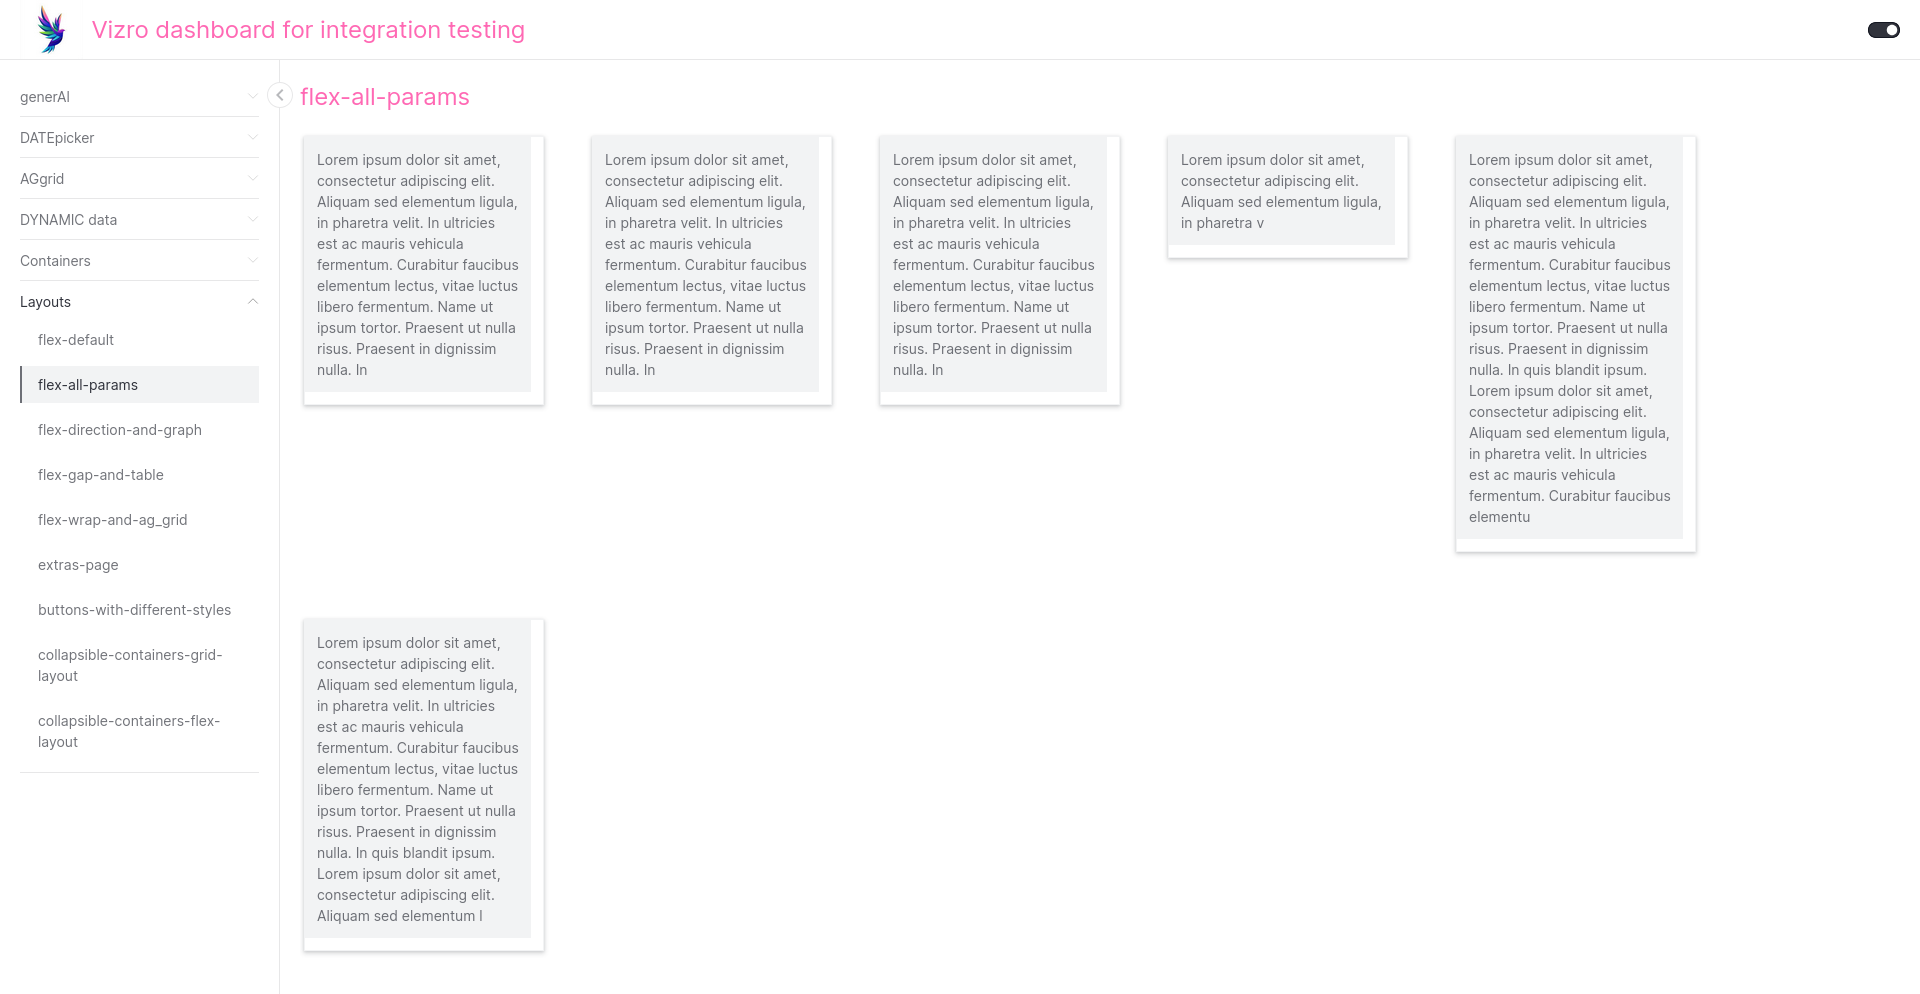 Vizro dashboard for integration testing
generAI
DATEpicker
AGgrid
DYNAMIC data
Containers
Layouts
flex-default
flex-all-params
flex-direction-and-graph
flex-gap-and-table
flex-wrap-and-ag_grid
extras-page
buttons-with-different-styles
collapsible-containers-grid-
layout
collapsible-containers-flex-
layout
flex-all-params
Lorem ipsum dolor sit amet,
consectetur adipiscing elit.
Aliquam sed elementum ligula,
in pharetra velit. In ultricies
est ac mauris vehicula
fermentum. Curabitur faucibus
elementum lectus, vitae luctus
libero fermentum. Name ut
ipsum tortor. Praesent ut nulla
risus. Praesent in dignissim
nulla. In
Lorem ipsum dolor sit amet,
consectetur adipiscing elit.
Aliquam sed elementum ligula,
in pharetra velit. In ultricies
est ac mauris vehicula
fermentum. Curabitur faucibus
elementum lectus, vitae luctus
libero fermentum. Name ut
ipsum tortor. Praesent ut nulla
risus. Praesent in dignissim
nulla. In
Lorem ipsum dolor sit amet,
consectetur adipiscing elit.
Aliquam sed elementum ligula,
in pharetra velit. In ultricies
est ac mauris vehicula
fermentum. Curabitur faucibus
elementum lectus, vitae luctus
libero fermentum. Name ut
ipsum tortor. Praesent ut nulla
risus. Praesent in dignissim
nulla. In
Lorem ipsum dolor sit amet,
consectetur adipiscing elit.
Aliquam sed elementum ligula,
in pharetra v
Lorem ipsum dolor sit amet,
consectetur adipiscing elit.
Aliquam sed elementum ligula,
in pharetra velit. In ultricies
est ac mauris vehicula
fermentum. Curabitur faucibus
elementum lectus, vitae luctus
libero fermentum. Name ut
ipsum tortor. Praesent ut nulla
risus. Praesent in dignissim
nulla. In quis blandit ipsum.
Lorem ipsum dolor sit amet,
consectetur adipiscing elit.
Aliquam sed elementum ligula,
in pharetra velit. In ultricies
est ac mauris vehicula
fermentum. Curabitur faucibus
elementu
Lorem ipsum dolor sit amet,
consectetur adipiscing elit.
Aliquam sed elementum ligula,
in pharetra velit. In ultricies
est ac mauris vehicula
fermentum. Curabitur faucibus
elementum lectus, vitae luctus
libero fermentum. Name ut
ipsum tortor. Praesent ut nulla
risus. Praesent in dignissim
nulla. In quis blandit ipsum.
Lorem ipsum dolor sit amet,
consectetur adipiscing elit.
Aliquam sed elementum l